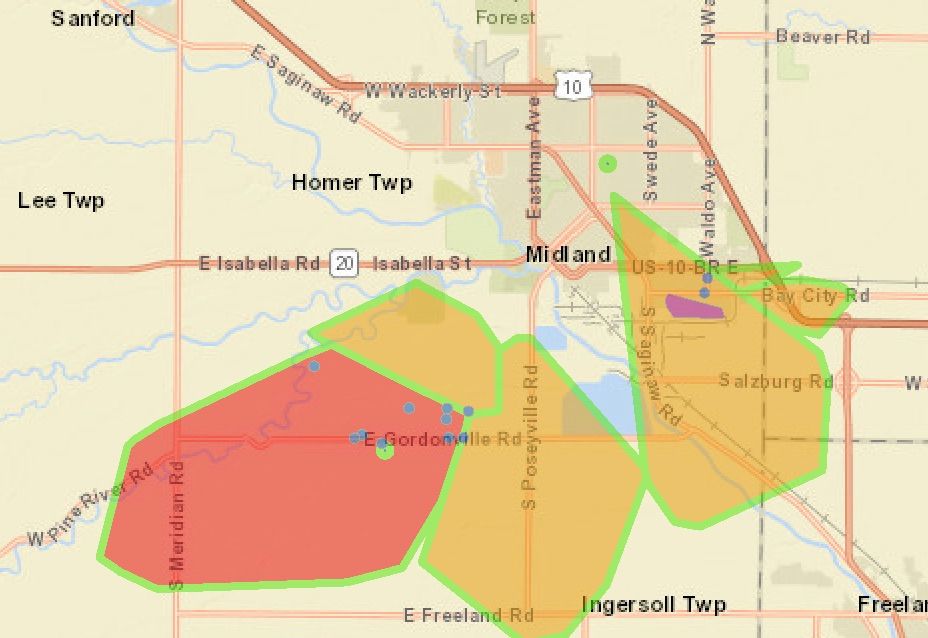 Sanford
Forest
N Wa
Beaver Rd
E Saginaw Rd
W Wackerly St
10
Eastman Ave
Swede Ave
Waldo Ave
Homer Twp
Lee Twp
Midland
E Isabella Rd
20
Isabella St
US-10-BR E
Bay City Rd
S Saginaw Rd
Salzburg Rd
W
S Poseyville Rd
E Gordonville Rd
W Pine River Rd
S Meridian Rd
E Freeland Rd
Ingersoll Twp
Freelan